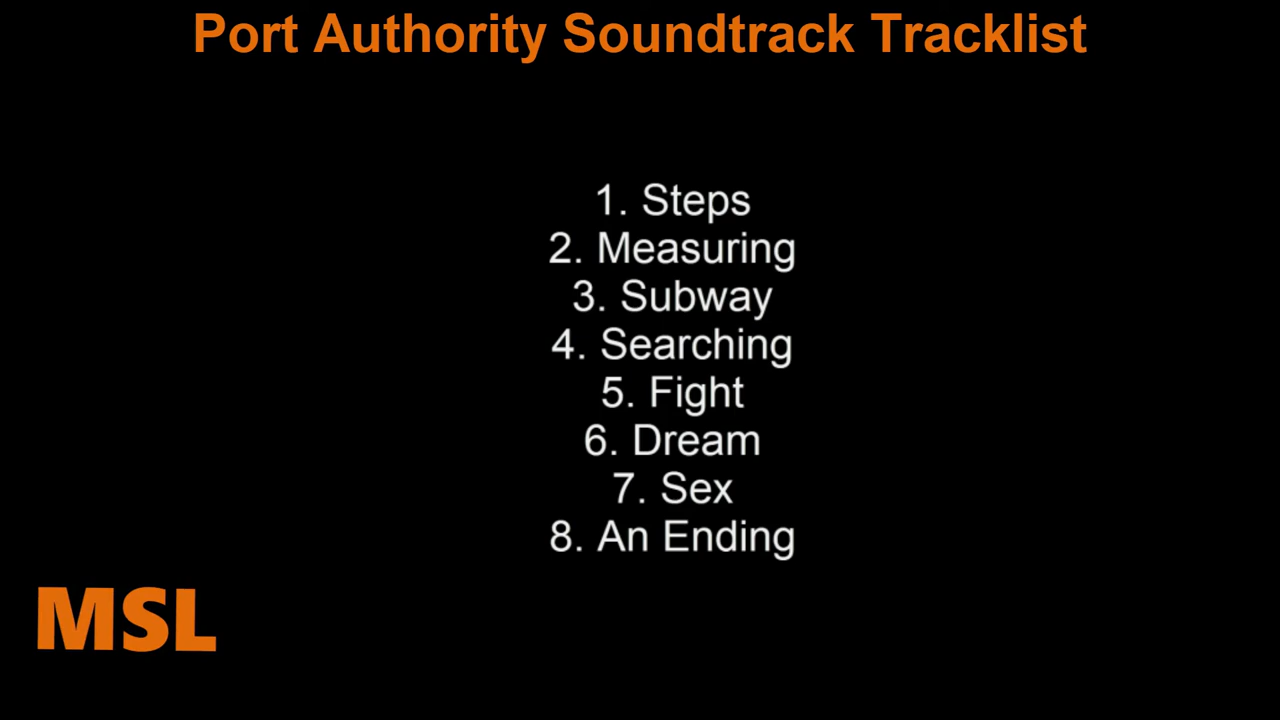 Port Authority Soundtrack Tracklist
1. Steps
2. Measuring
3. Subway
4. Searching
5. Fight
6. Dream
7. Sex
8. An Ending
MSL